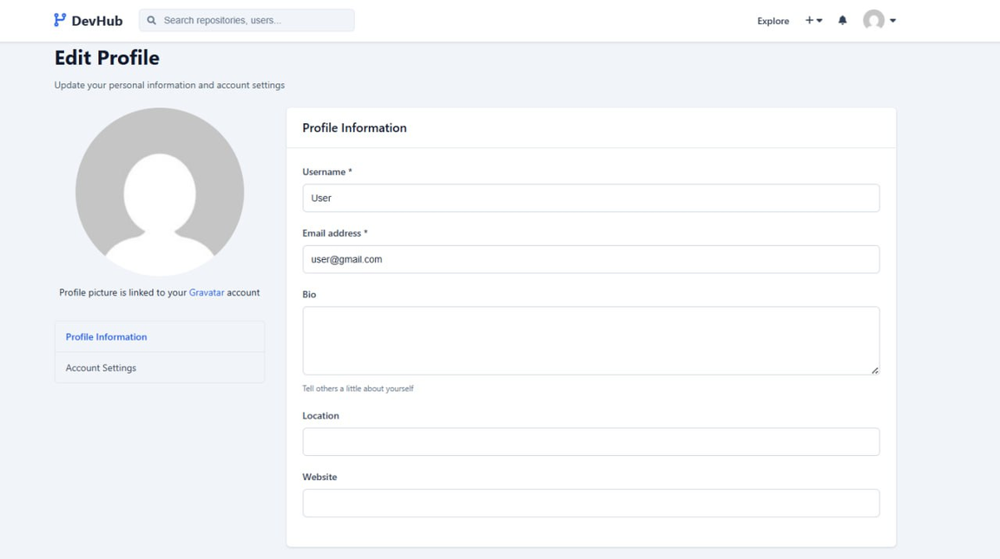 DevHub
Search repositories, users...
Explore
Edit Profile
Update your personal information and account settings
Profile picture is linked to your Gravatar account
Profile Information
Account Settings
Profile Information
Username *
User
Email address *
user@gmail.com
Bio
Tell others a little about yourself
Location
Website